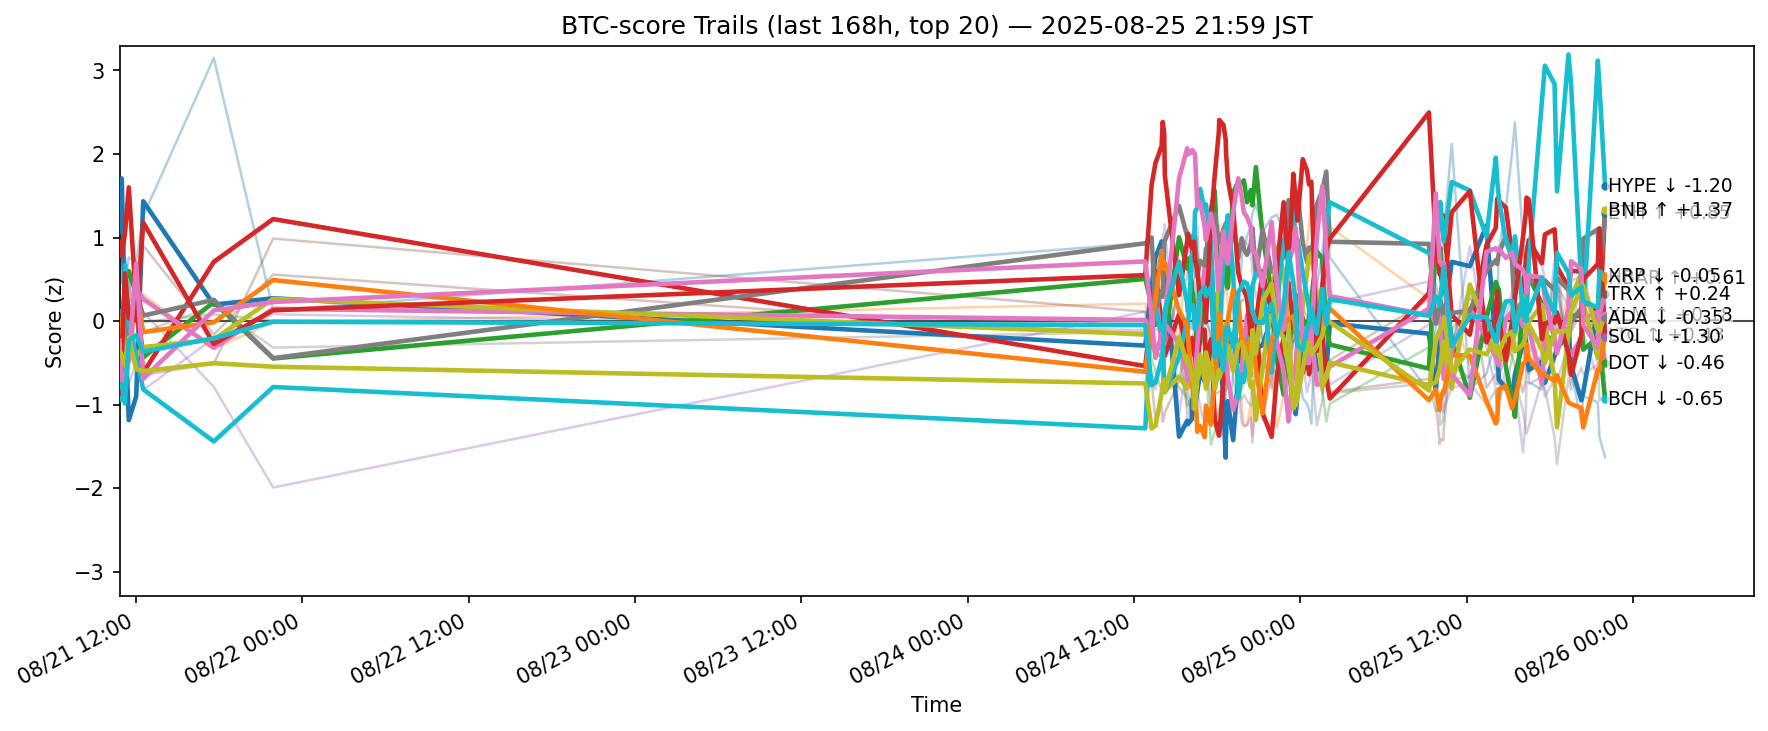 BTC-score Trails (last 168h, top 20) — 2025-08-25 21:59 JST
Score (z)
3
2
1
0
−1
−2
−3
HYPE ↓ -1.20
BNB ↑ +1.37
XRP ↓ -0.05
TRX ↑ +0.24
ADA ↓ -0.35
SOL ↓ -1.30
DOT ↓ -0.46
BCH ↓ -0.65
08/21 12:00
08/22 00:00
08/22 12:00
08/23 00:00
08/23 12:00
08/24 00:00
08/24 12:00
08/25 00:00
08/25 12:00
08/26 00:00
Time